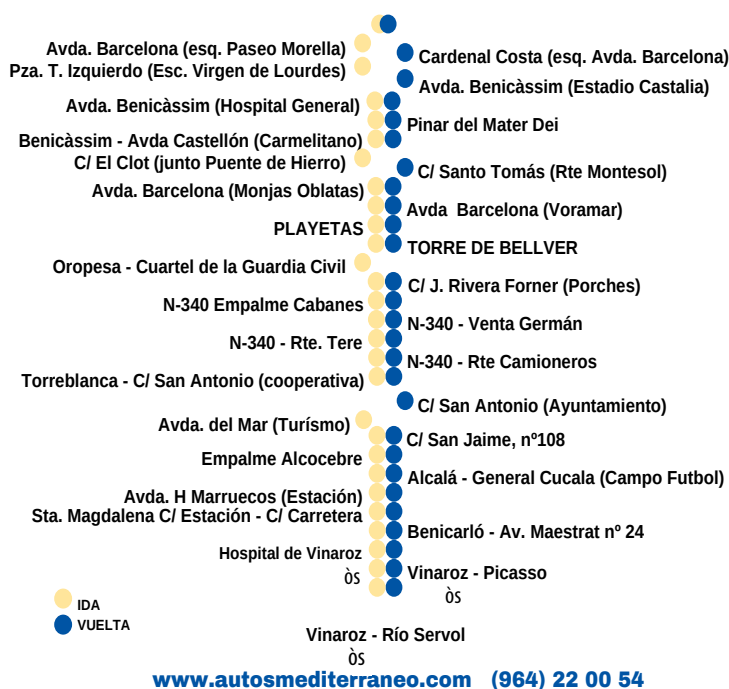 Avda. Barcelona (esq. Paseo Morella)
Cardenal Costa (esq. Avda. Barcelona)
Pza. T. Izquierdo (Esc. Virgen de Lourdes)
Avda. Benicàssim (Estadio Castalia)
Avda. Benicàssim (Hospital General)
Pinar del Mater Dei
Benicàssim - Avda Castellón (Carmelitano)
C/ El Clot (junto Puente de Hierro)
C/ Santo Tomás (Rte Montesol)
Avda. Barcelona (Monjas Oblatas)
Avda Barcelona (Voramar)
PLAYETAS
TORRE DE BELLVER
Oropesa - Cuartel de la Guardia Civil
C/ J. Rivera Forner (Porches)
N-340 Empalme Cabanes
N-340 - Venta Germán
N-340 - Rte. Tere
N-340 - Rte Camioneros
Torreblanca - C/ San Antonio (cooperativa)
C/ San Antonio (Ayuntamiento)
Avda. del Mar (Turísmo)
C/ San Jaime, nº108
Empalme Alcocebre
Alcalá - General Cucala (Campo Futbol)
Avda. H Marruecos (Estación)
Sta. Magdalena C/ Estación - C/ Carretera
Benicarló - Av. Maestrat nº 24
Hospital de Vinaroz
òs
Vinaroz - Picasso
òs
IDA
VUELTA
Vinaroz - Río Servol
òs
www.autosmediterraneo.com (964) 22 00 54